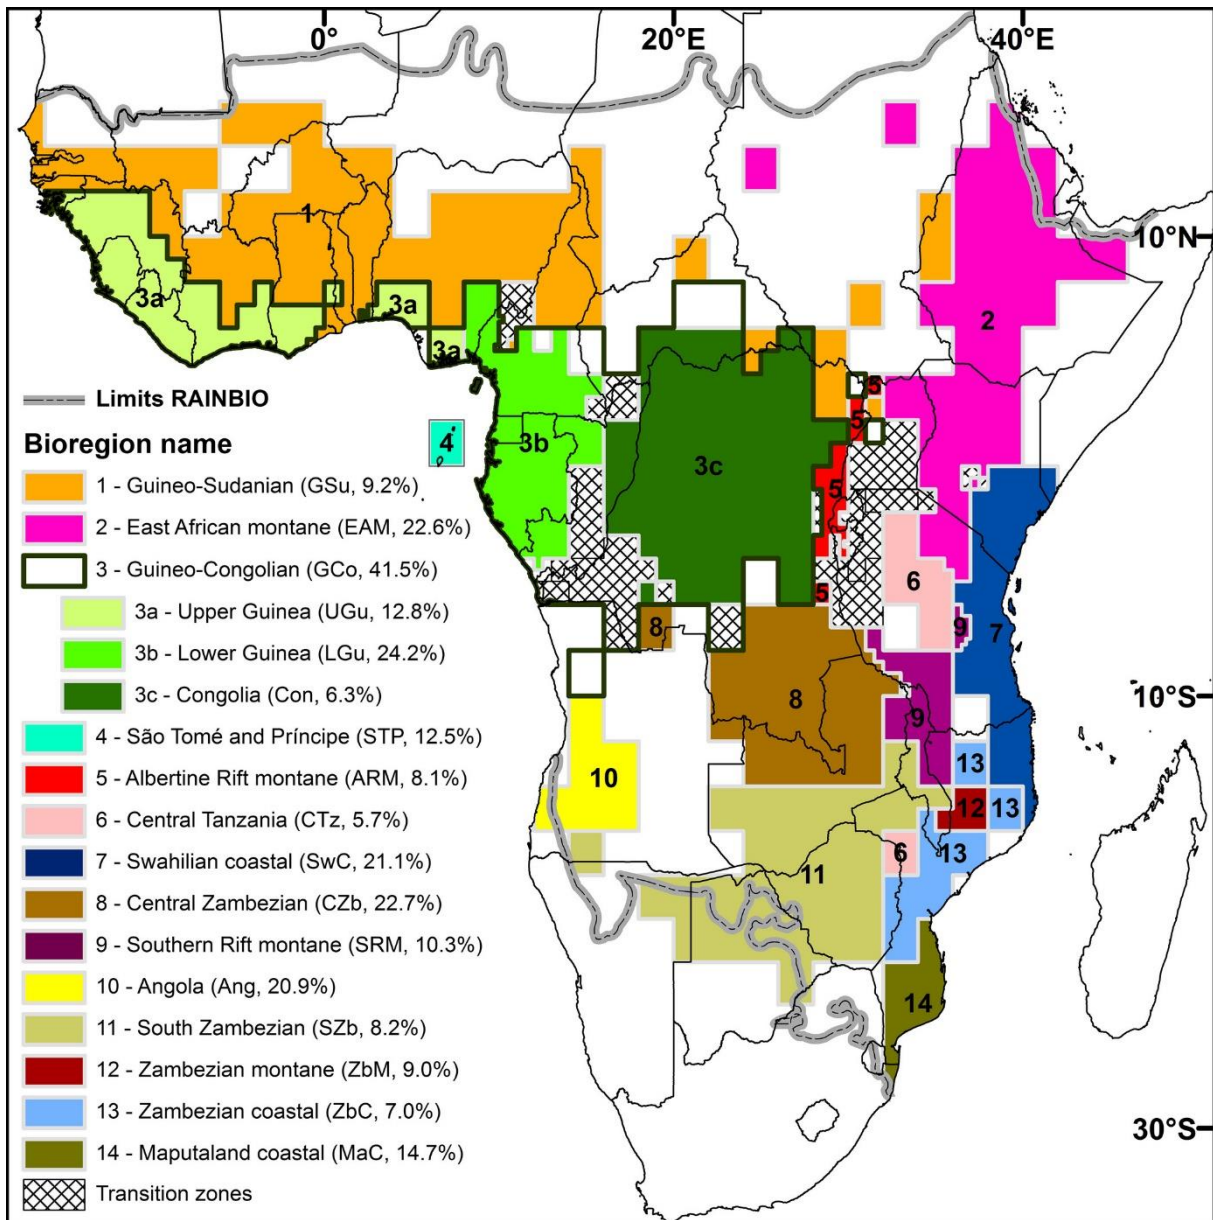 0°
20°E
40°E
1
10°N
3a
3a
2
3a
5
Limits RAINBIO
5
Bioregion name
4
3b
3c
5
1 - Guineo-Sudanian (GSu, 9.2%)
2 - East African montane (EAM, 22.6%)
3 - Guineo-Congolian (GCo, 41.5%)
6
5
3a - Upper Guinea (UGu, 12.8%)
8
9
7
3b - Lower Guinea (LGu, 24.2%)
3c - Congolia (Con, 6.3%)
8
10°S
9
4 - São Tomé and Príncipe (STP, 12.5%)
5 - Albertine Rift montane (ARM, 8.1%)
10
13
6 - Central Tanzania (CTz, 5.7%)
12
13
7 - Swahilian coastal (SwC, 21.1%)
11
6
13
8 - Central Zambezian (CZb, 22.7%)
9 - Southern Rift montane (SRM, 10.3%)
10 - Angola (Ang, 20.9%)
14
11 - South Zambezian (SZb, 8.2%)
12 - Zambezian montane (ZbM, 9.0%)
13 - Zambezian coastal (ZbC, 7.0%)
30°S
14 - Maputaland coastal (MaC, 14.7%)
Transition zones